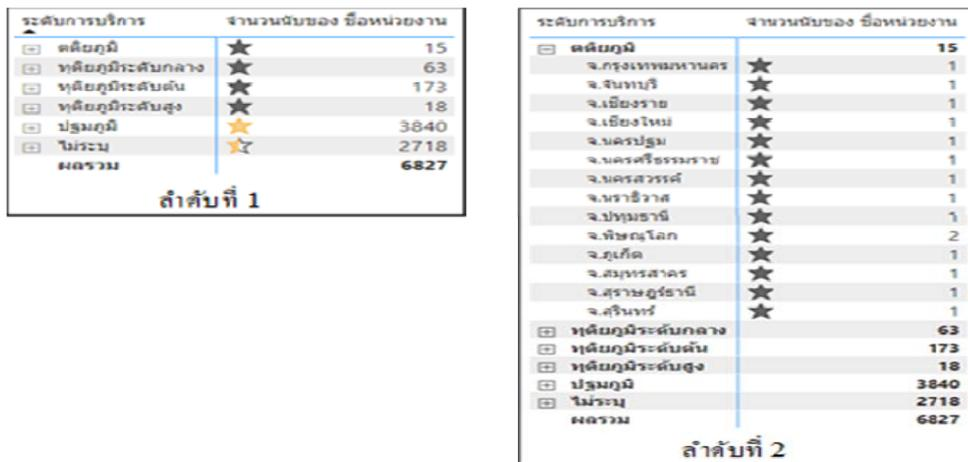 ระดับการบริการ จำนวนนับของ ชื่อหน่วยงาน
ตติยภูมิ 15
ทุติยภูมิระดับกลาง 63
ทุติยภูมิระดับต้น 173
ทุติยภูมิระดับสูง 18
ปฐมภูมิ 3840
ไม่ระบุ 2718
ผลรวม 6827
ลำดับที่ 1
ระดับการบริการ จำนวนนับของ ชื่อหน่วยงาน
ตติยภูมิ 15
จ.กรุงเทพมหานคร 1
จ.จันทบุรี 1
จ.เชียงราย 1
จ.เชียงใหม่ 1
จ.นครปฐม 1
จ.นครศรีธรรมราช 1
จ.นครสวรรค์ 1
จ.นราธิวาส 1
จ.ปทุมธานี 1
จ.พิษณุโลก 2
จ.ภูเก็ต 1
จ.สมุทรสาคร 1
จ.สุราษฎร์ธานี 1
จ.สุรินทร์ 1
ทุติยภูมิระดับกลาง 63
ทุติยภูมิระดับต้น 173
ทุติยภูมิระดับสูง 18
ปฐมภูมิ 3840
ไม่ระบุ 2718
ผลรวม 6827
ลำดับที่ 2